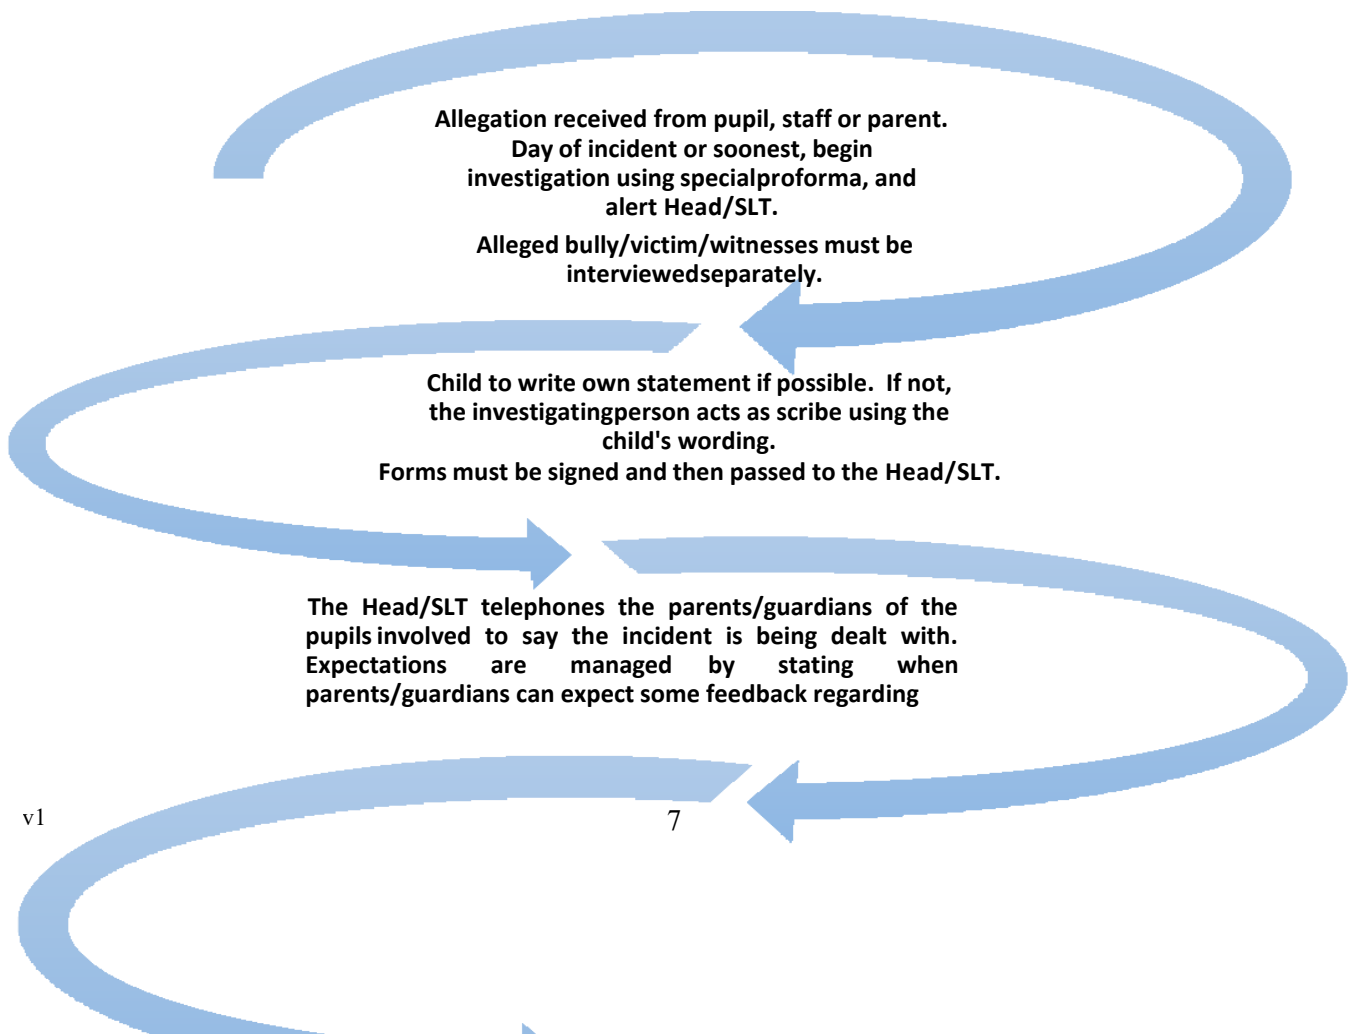 Allegation received from pupil, staff or parent.
Day of incident or soonest, begin
investigation using specialproforma, and
alert Head/SLT.
Alleged bully/victim/witnesses must be
interviewedseparately.
Child to write own statement if possible.  If not,
the investigatingperson acts as scribe using the
child's wording.
Forms must be signed and then passed to the Head/SLT.
The Head/SLT telephones the parents/guardians of the
pupils involved to say the incident is being dealt with.
Expectations are managed by stating when
parents/guardians can expect some feedback regarding
v1
7